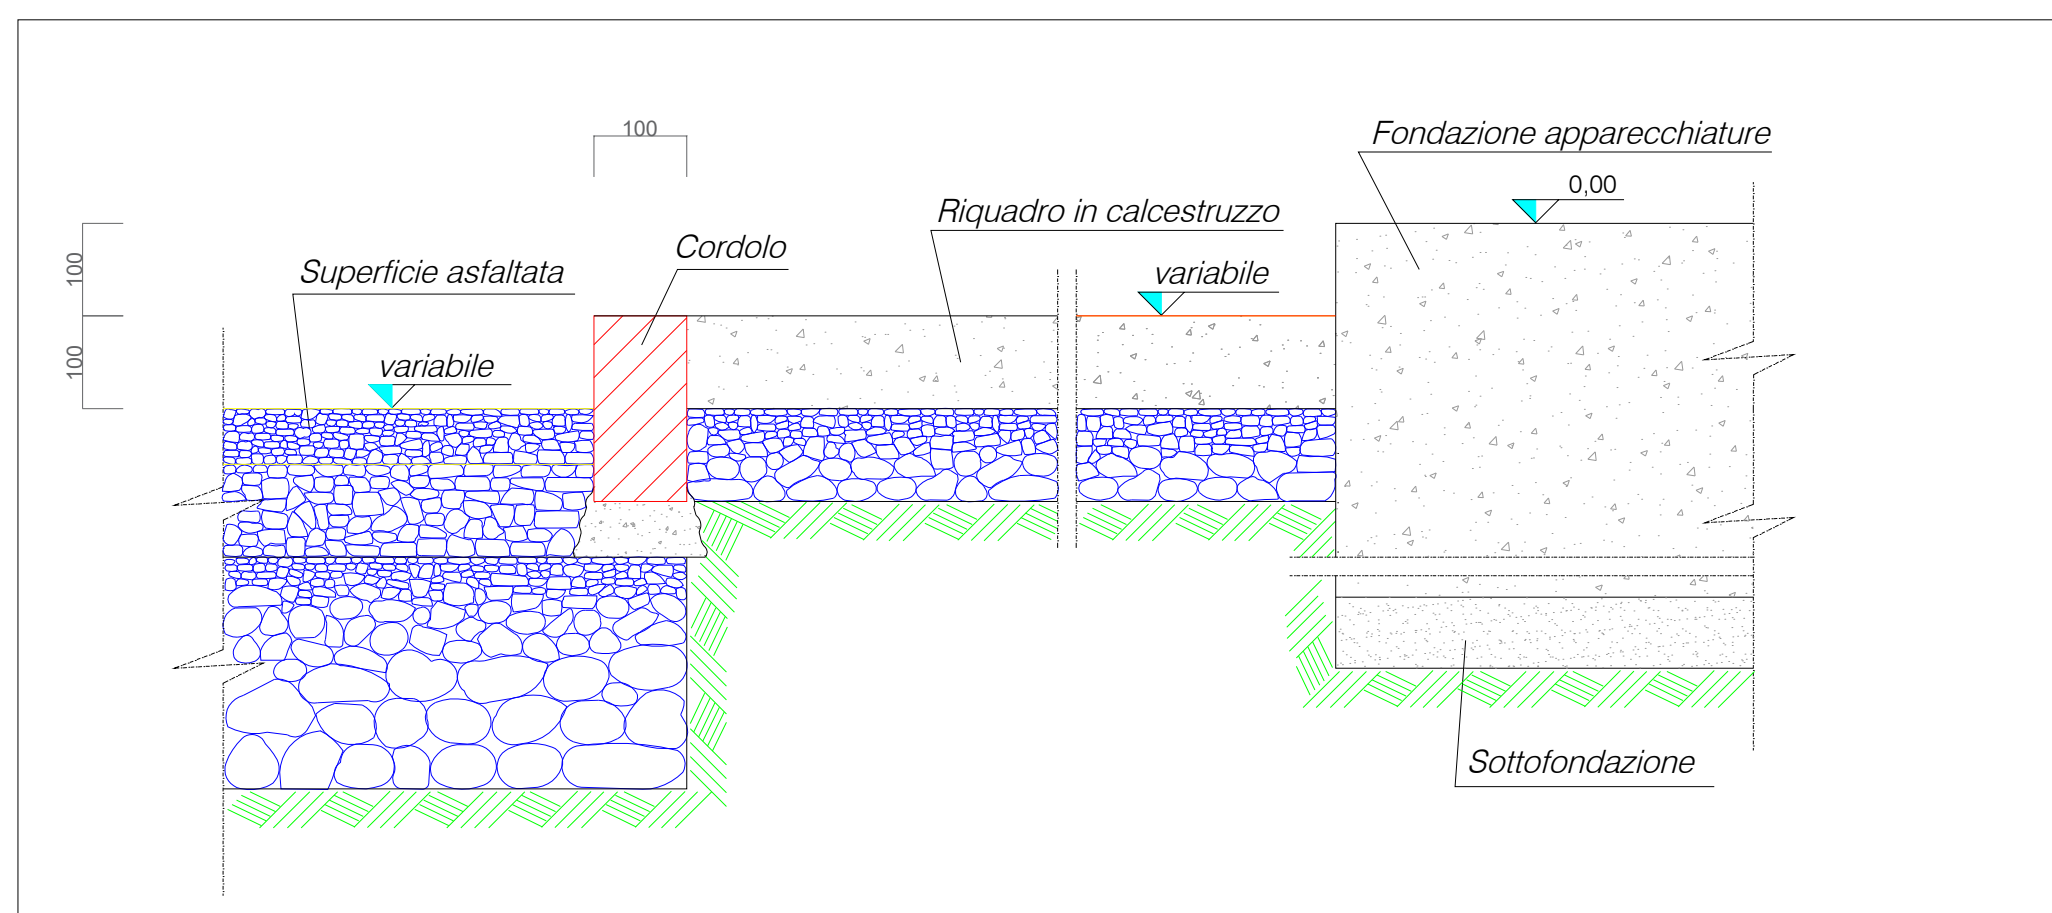 100
Fondazione apparecchiature
0,00
Riquadro in calcestruzzo
Cordolo
variabile
Superficie asfaltata
100
100
variabile
Sottofondazione